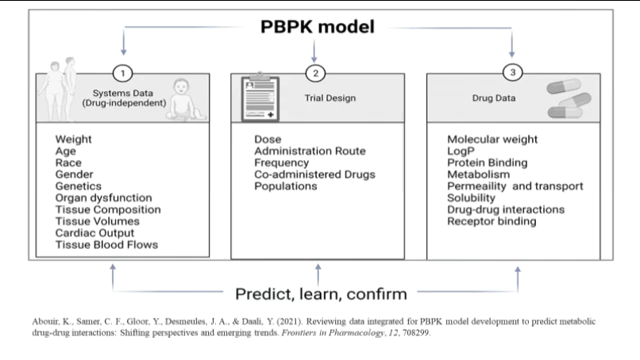 PBPK model
1
Systems Data
(Drug-independent)
Weight
Age
Race
Gender
Genetics
Organ dysfunction
Tissue Composition
Tissue Volumes
Cardiac Output
Tissue Blood Flows
2
Trial Design
Dose
Administration Route
Frequency
Co-administered Drugs
Populations
3
Drug Data
Molecular weight
LogP
Protein Binding
Metabolism
Permeaility and transport
Solubility
Drug-drug interactions
Receptor binding
Predict, learn, confirm
Abouir, K., Samer, C. F., Gloor, Y., Desmeules, J. A., & Daali, Y. (2021). Reviewing data integrated for PBPK model development to predict metabolic
drug-drug interactions: Shifting perspectives and emerging trends. Frontiers in Pharmacology, 12, 708299.